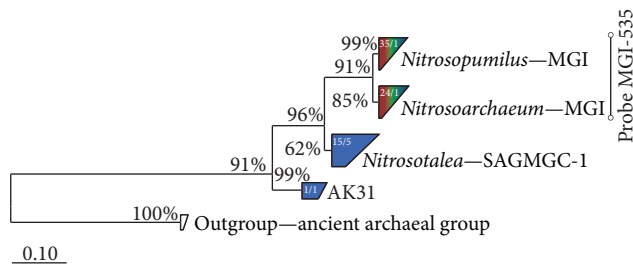 99%
35/1
Nitrosopumilus—MGI
91%
85%
24/1
Nitrosoarchaeum—MGI
Probe MGI-535
96%
62%
15/5
Nitrosotalea—SAGMGC-1
91%
99%
1/1
AK31
100%
Outgroup—ancient archaeal group
0.10